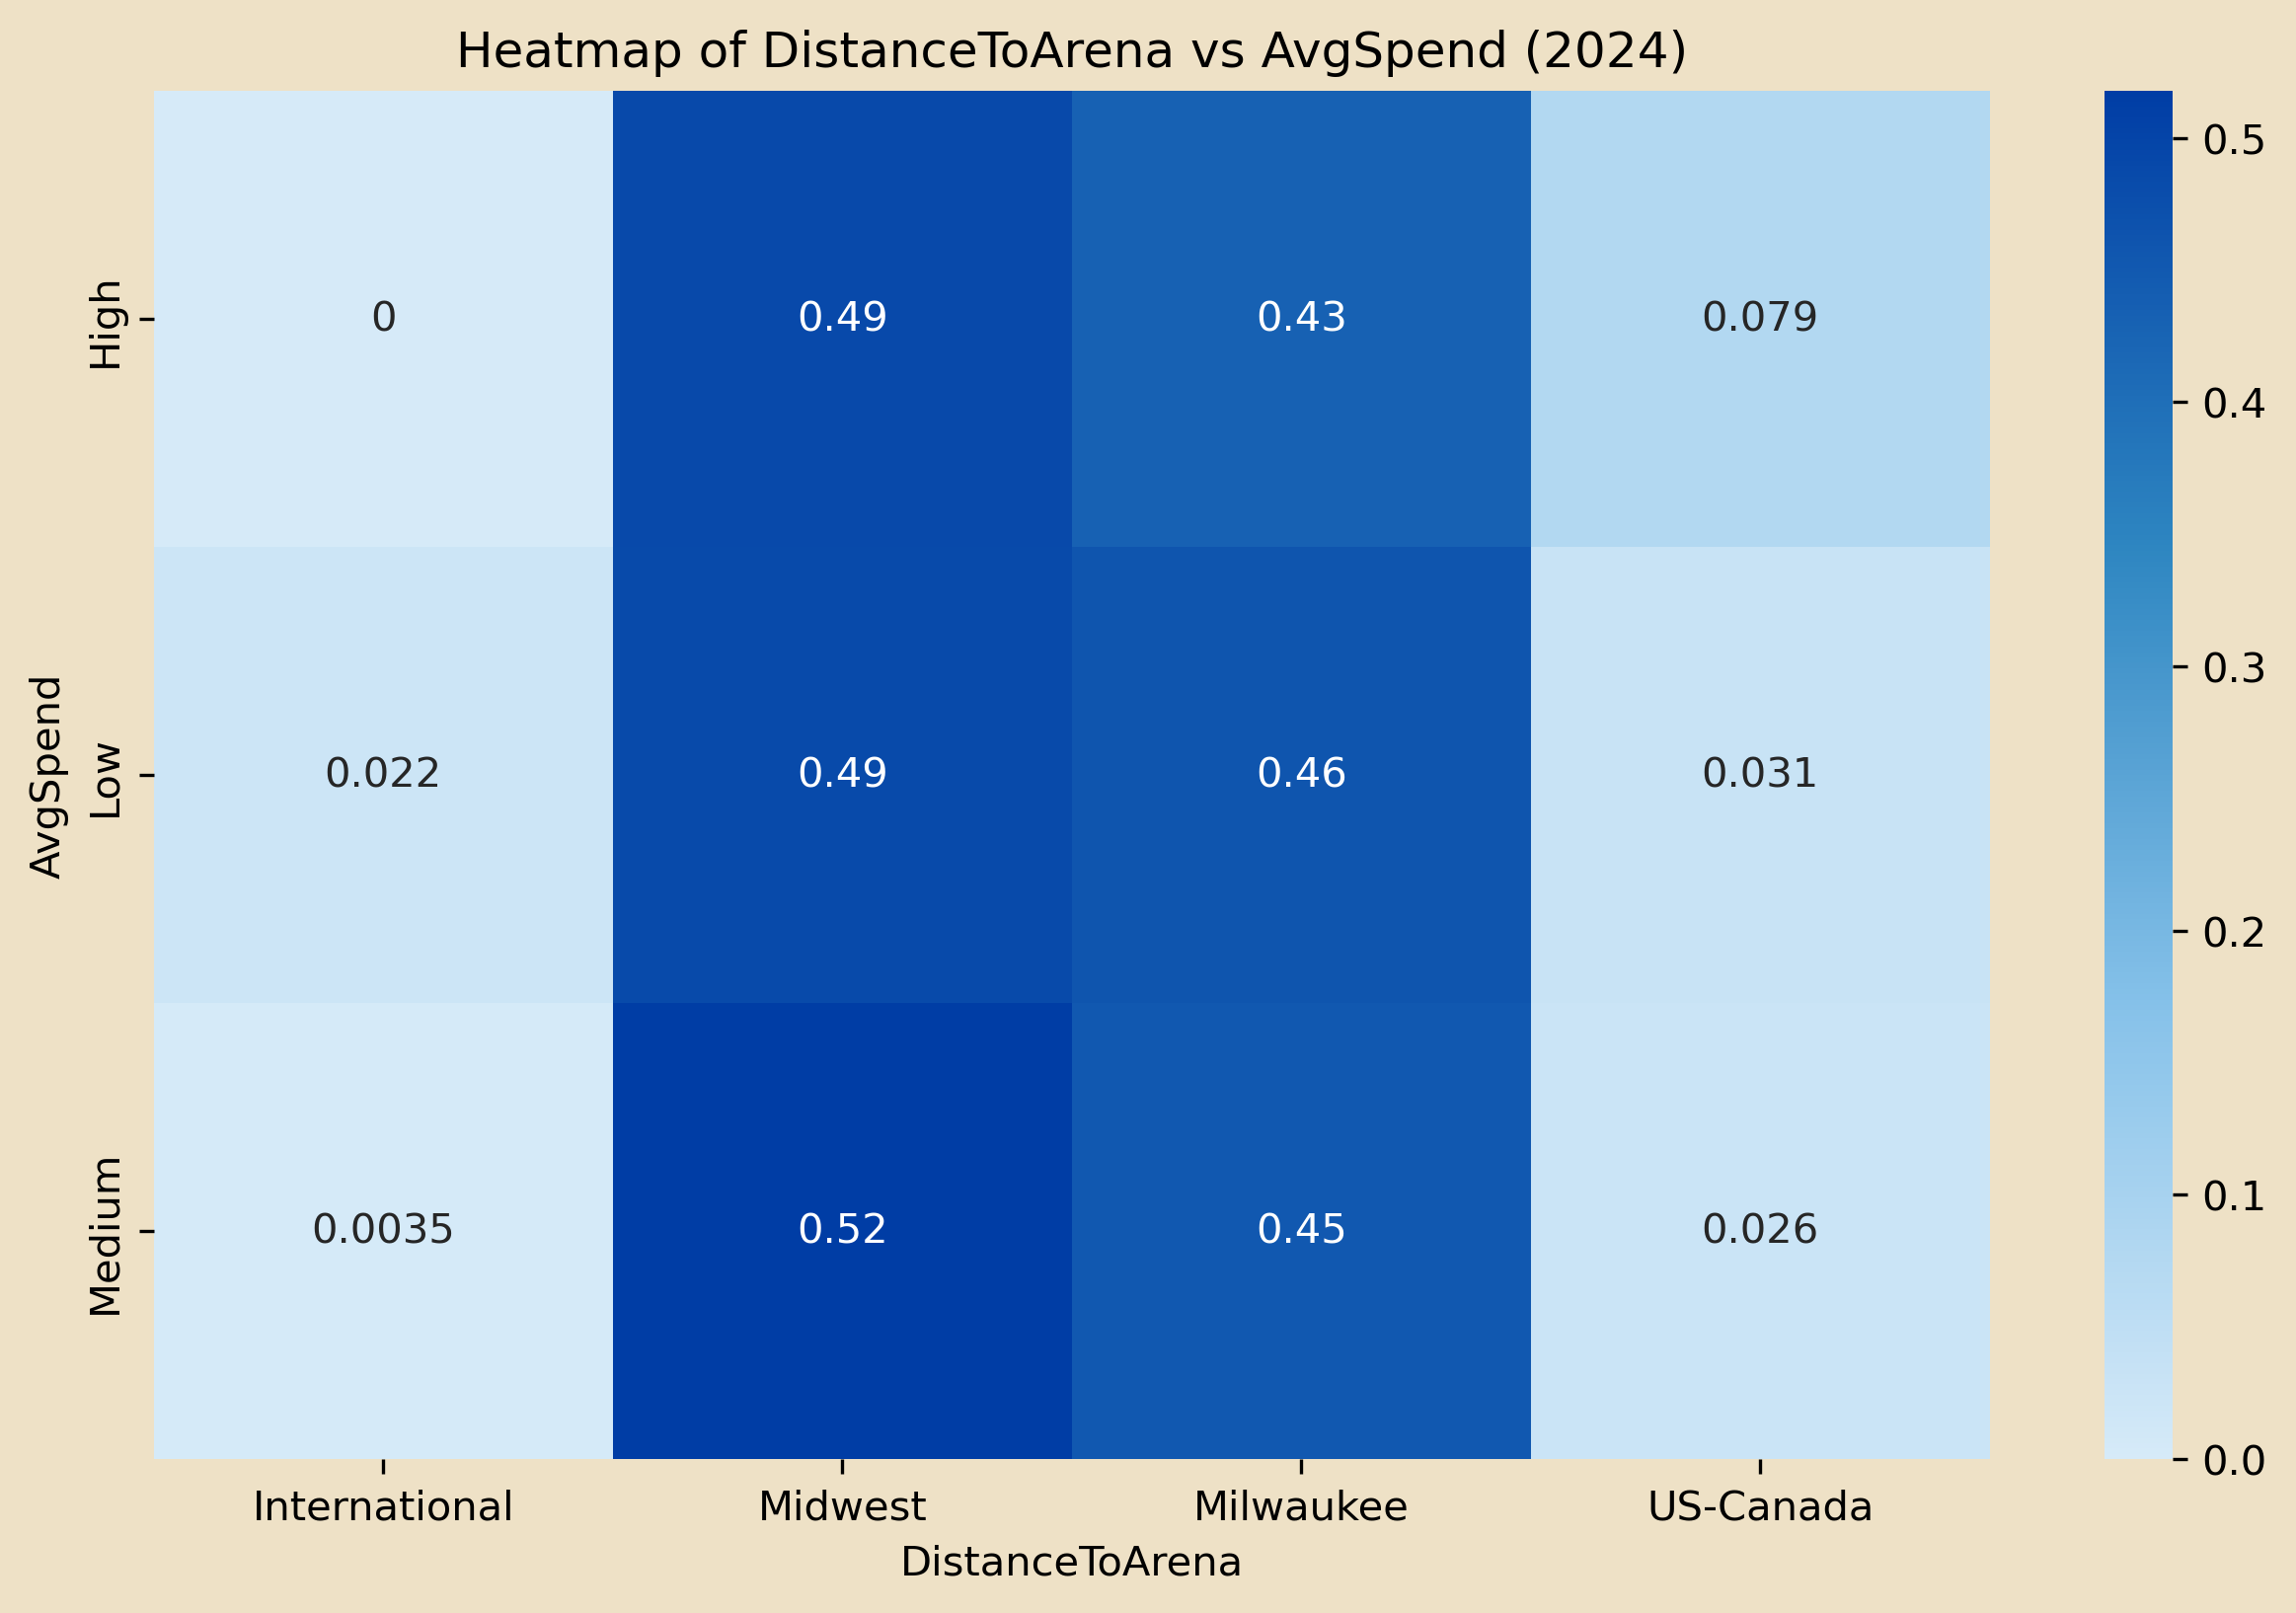 Heatmap of DistanceToArena vs AvgSpend (2024)
AvgSpend
High
0
0.49
0.43
0.079
Low
0.022
0.49
0.46
0.031
Medium
0.0035
0.52
0.45
0.026
International
Midwest
Milwaukee
US-Canada
DistanceToArena
0.5
0.4
0.3
0.2
0.1
0.0